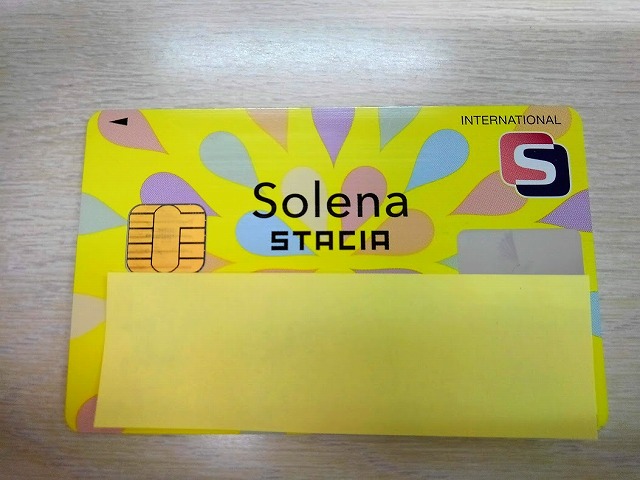 INTERNATIONAL
S
Solena
STACIA